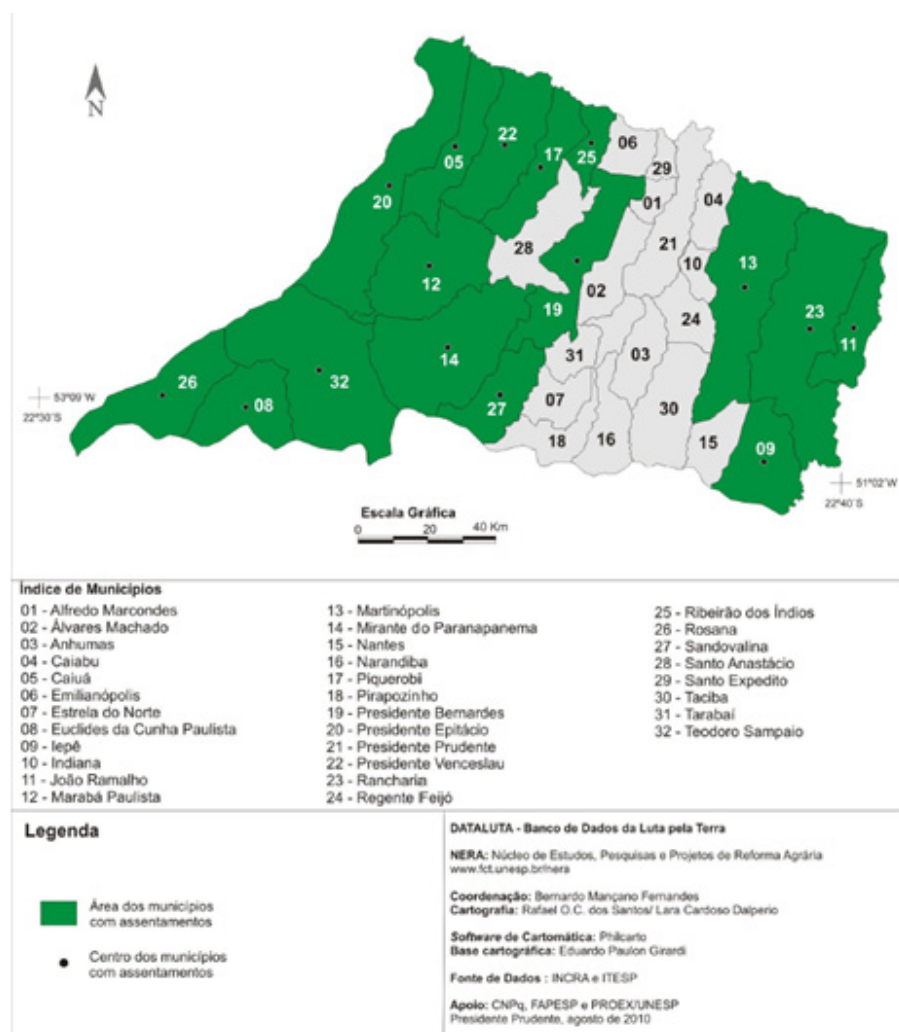 N
06
22
29
25
17
05
01
04
20
21
28
10
13
12
02
19
24
23
11
31
03
14
26
32
53º09´W
22º30´S
08
27
07
30
18
16
15
09
51º02´W
22º40´S
Escala Gráfica
0 20 40 Km
Índice de Municípios
01 - Alfredo Marcondes
02 - Álvares Machado
03 - Anhumas
04 - Caiabu
05 - Caiuá
06 - Emilianópolis
07 - Estrela do Norte
08 - Euclides da Cunha Paulista
09 - Iepê
10 - Indiana
11 - João Ramalho
12 - Marabá Paulista
13 - Martinópolis
14 - Mirante do Paranapanema
15 - Nantes
16 - Narandiba
17 - Piquerobi
18 - Pirapozinho
19 - Presidente Bernardes
20 - Presidente Epitácio
21 - Presidente Prudente
22 - Presidente Venceslau
23 - Rancharia
24 - Regente Feijó
25 - Ribeirão dos Índios
26 - Rosana
27 - Sandovalina
28 - Santo Anastácio
29 - Santo Expedito
30 - Taciba
31 - Tarabaí
32 - Teodoro Sampaio
Legenda
Área dos municípios
com assentamentos
Centro dos municípios
com assentamentos
DATALUTA - Banco de Dados da Luta pela Terra
NERA: Núcleo de Estudos, Pesquisas e Projetos de Reforma Agrária
www.fct.unesp.br/nera
Coordenação: Bernardo Mançano Fernandes
Cartografia: Rafael O.C. dos Santos/ Lara Cardoso Dalperio
Software de Cartomática: Philcarto
Base cartográfica: Eduardo Paulon Girardi
Fonte de Dados : INCRA e ITESP
Apoio: CNPq, FAPESP e PROEX/UNESP
Presidente Prudente, agosto de 2010